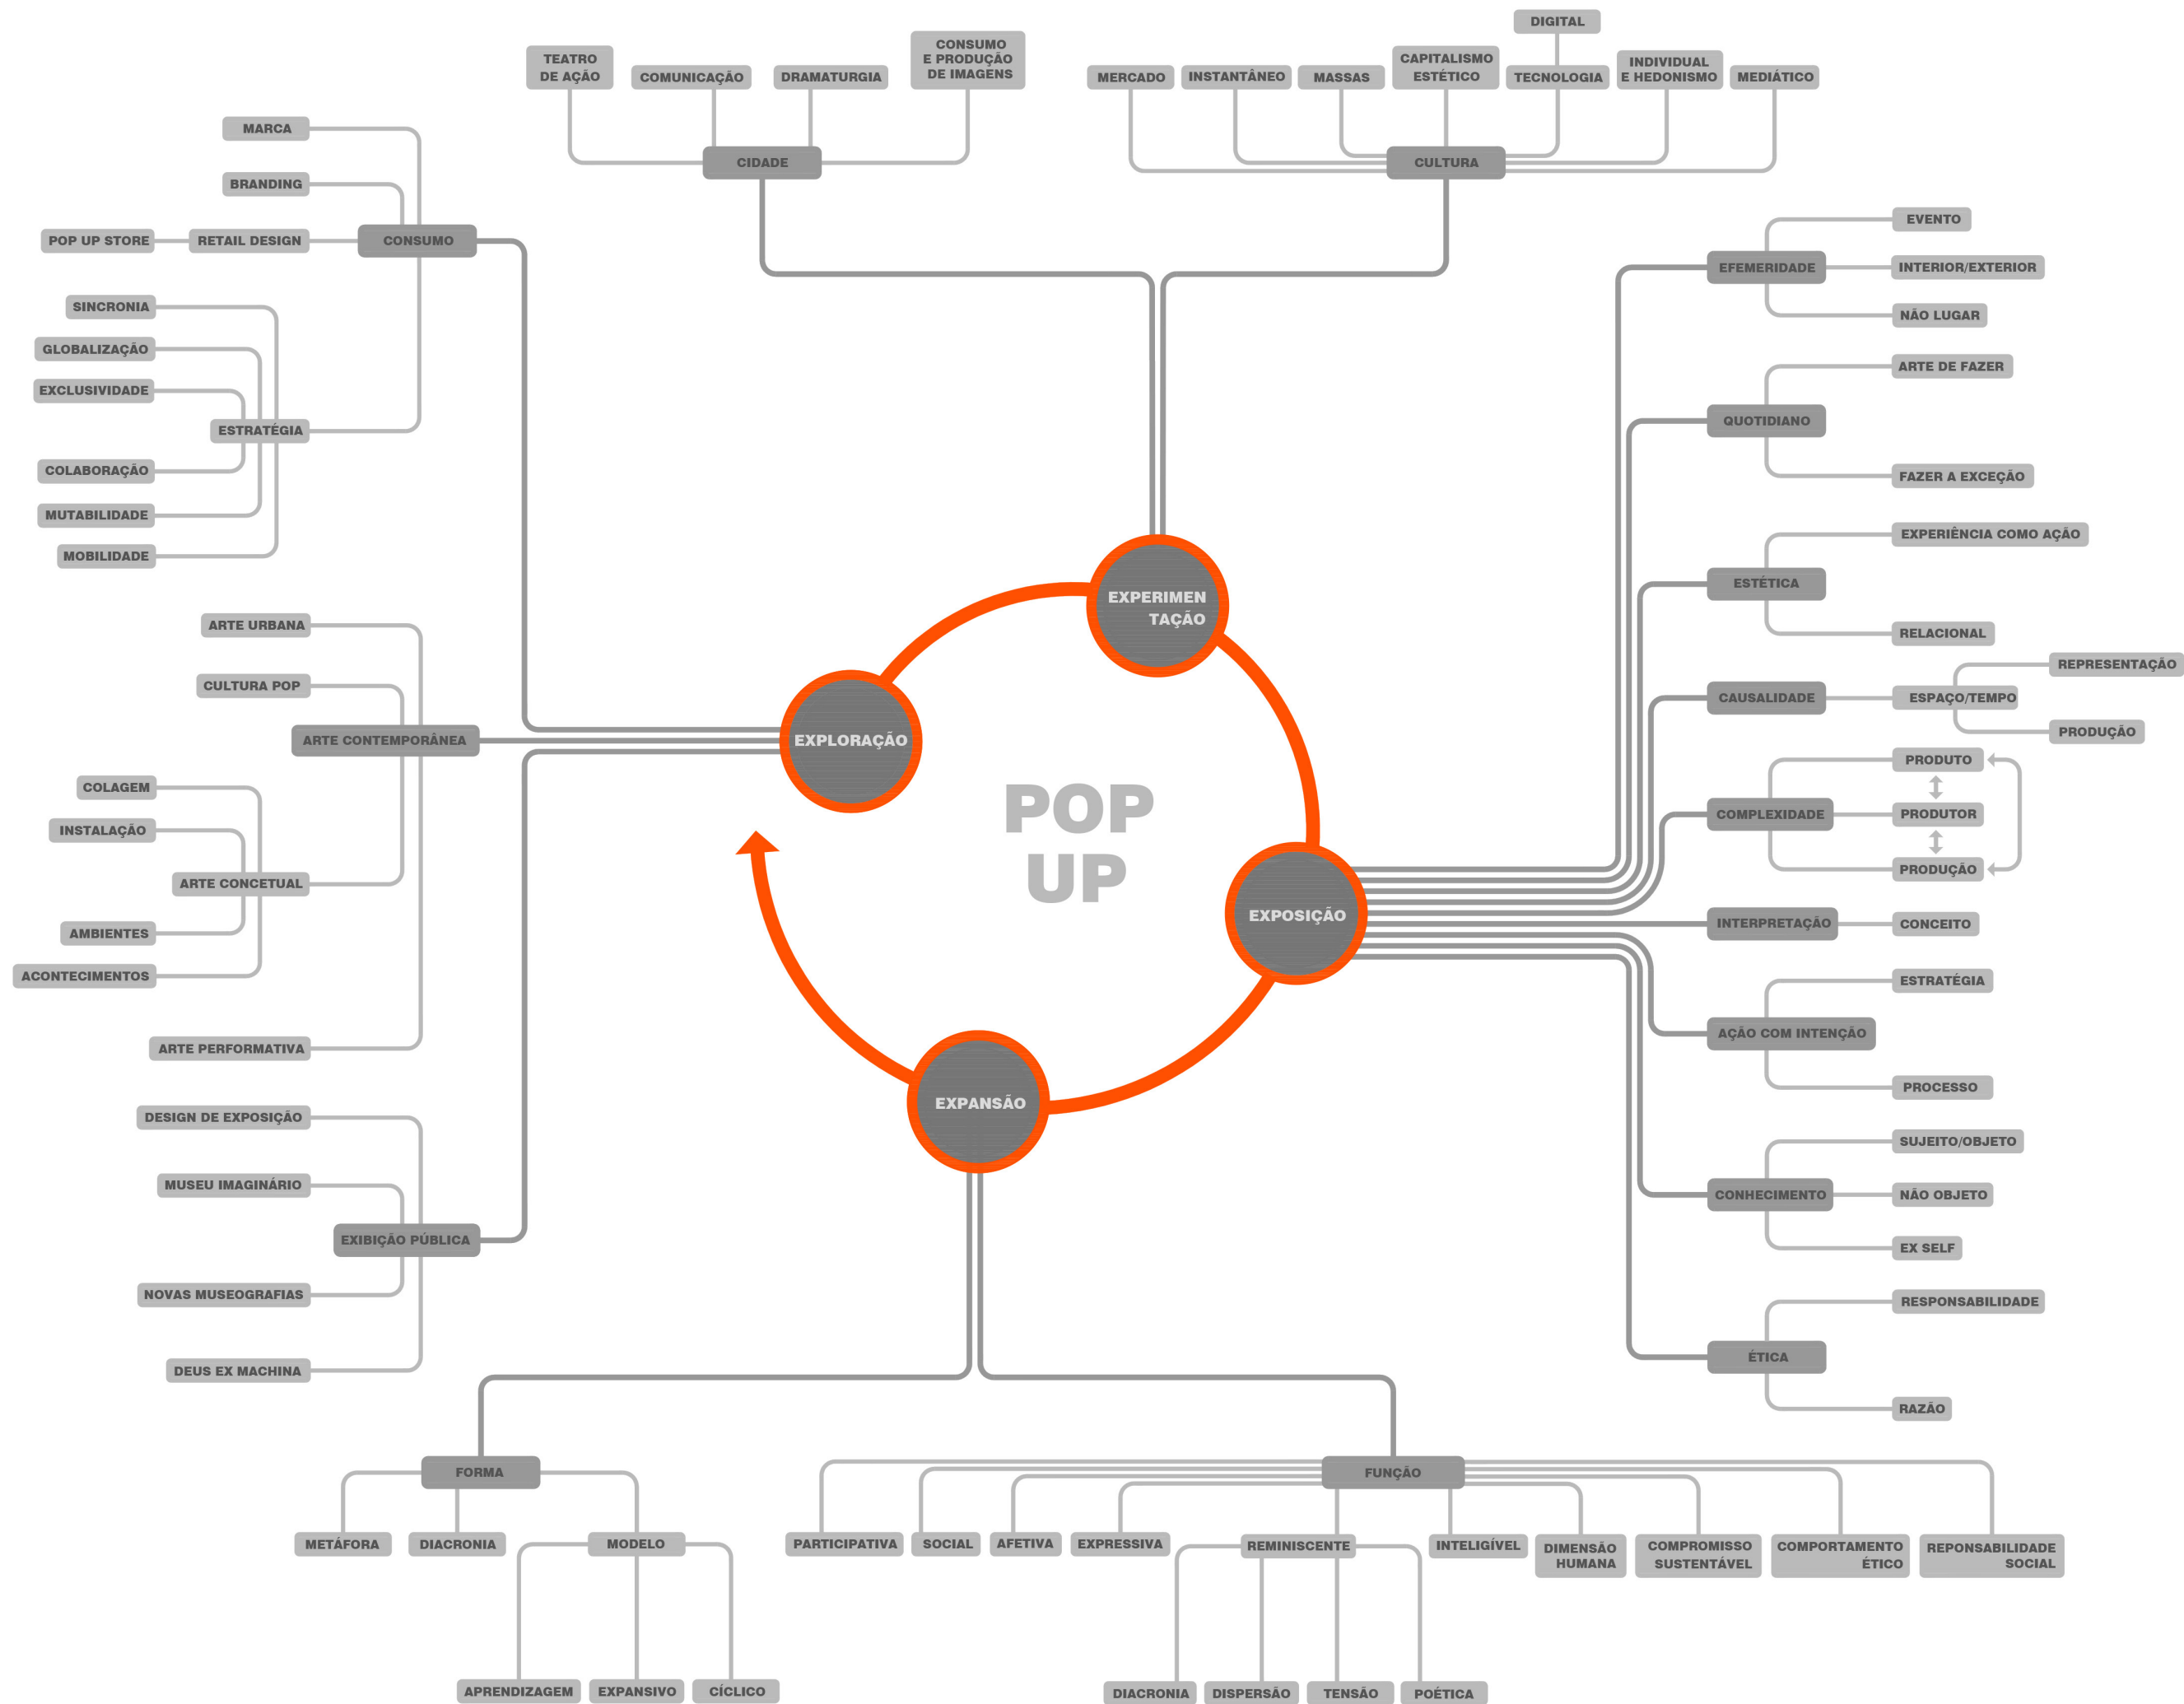 DIGITAL
TEATRO
DE AÇÃO
COMUNICAÇÃO
DRAMATURGIA
CONSUMO
E PRODUÇÃO
DE IMAGENS
MERCADO
INSTANTÂNEO
MASSAS
CAPITALISMO
ESTÉTICO
TECNOLOGIA
INDIVIDUAL
E HEDONISMO
MEDIÁTICO
CIDADE
CULTURA
MARCA
BRANDING
POP UP STORE
RETAIL DESIGN
CONSUMO
SINCRONIA
GLOBALIZAÇÃO
EXCLUSIVIDADE
ESTRATÉGIA
COLABORAÇÃO
MUTABILIDADE
MOBILIDADE
ARTE URBANA
CULTURA POP
ARTE CONTEMPORÂNEA
COLAGEM
INSTALAÇÃO
ARTE CONCETUAL
AMBIENTES
ACONTECIMENTOS
ARTE PERFORMATIVA
DESIGN DE EXPOSIÇÃO
MUSEU IMAGINÁRIO
EXIBIÇÃO PÚBLICA
NOVAS MUSEOGRAFIAS
DEUS EX MACHINA
EXPERIMEN
TAÇÃO
EXPLORAÇÃO
POP
UP
EXPOSIÇÃO
EXPANSÃO
EVENTO
EFEMERIDADE
INTERIOR/EXTERIOR
NÃO LUGAR
ARTE DE FAZER
QUOTIDIANO
FAZER A EXCEÇÃO
EXPERIÊNCIA COMO AÇÃO
ESTÉTICA
RELACIONAL
REPRESENTAÇÃO
CAUSALIDADE
ESPAÇO/TEMPO
PRODUÇÃO
PRODUTO
COMPLEXIDADE
PRODUTOR
PRODUÇÃO
INTERPRETAÇÃO
CONCEITO
ESTRATÉGIA
AÇÃO COM INTENÇÃO
PROCESSO
SUJEITO/OBJETO
CONHECIMENTO
NÃO OBJETO
EX SELF
RESPONSABILIDADE
ÉTICA
RAZÃO
FORMA
METÁFORA
DIACRONIA
MODELO
APRENDIZAGEM
EXPANSIVO
CÍCLICO
FUNÇÃO
PARTICIPATIVA
SOCIAL
AFETIVA
EXPRESSIVA
REMINISCENTE
INTELIGÍVEL
DIMENSÃO
HUMANA
COMPROMISSO
SUSTENTÁVEL
COMPORTAMENTO
ÉTICO
REPONSABILIDADE
SOCIAL
DIACRONIA
DISPERSÃO
TENSÃO
POÉTICA